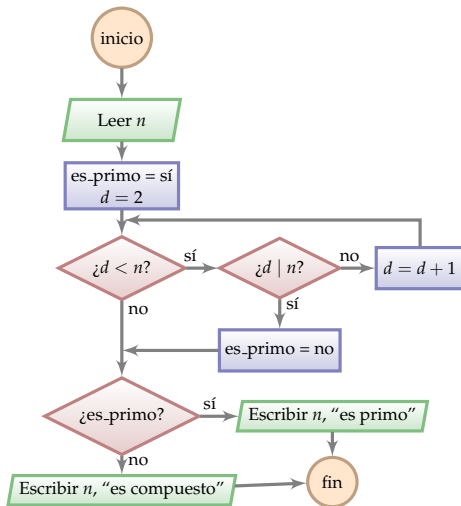 inicio
Leer n
es_primo = sí
d = 2
¿d < n?
sí
¿d | n?
no
d = d + 1
no
sí
es_primo = no
¿es_primo?
sí
Escribir n, “es primo”
no
Escribir n, “es compuesto”
fin